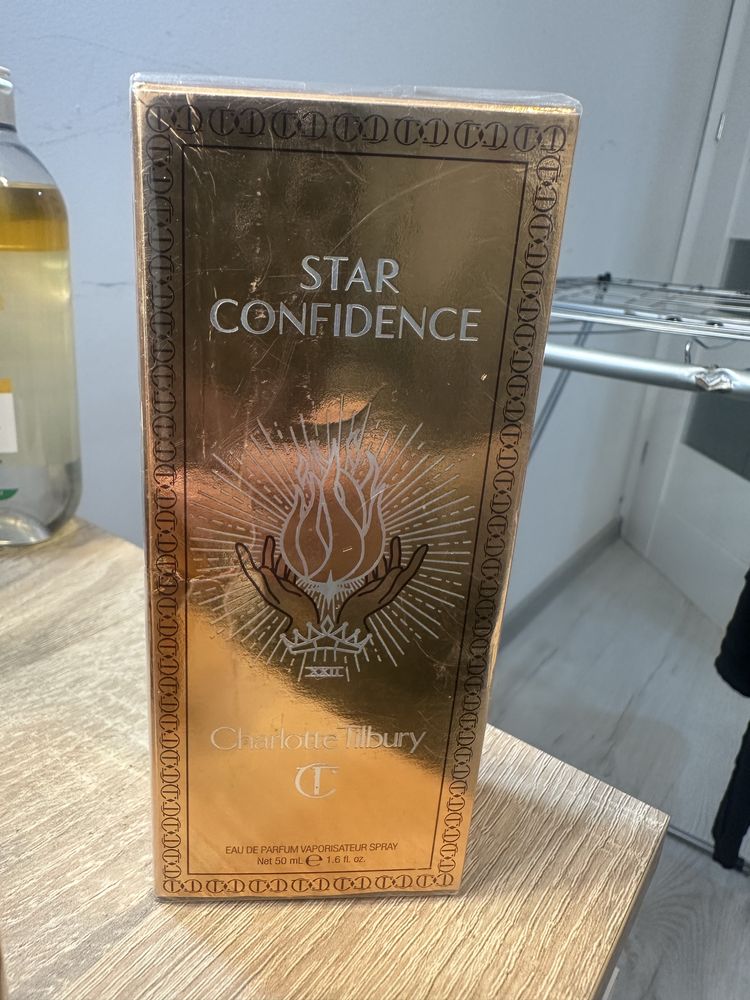 STAR
CONFIDENCE
XXII
Charlotte Tilbury
CT
EAU DE PARFUM VAPORISATEUR SPRAY
Net 50 mL e 1.6 fl. oz.